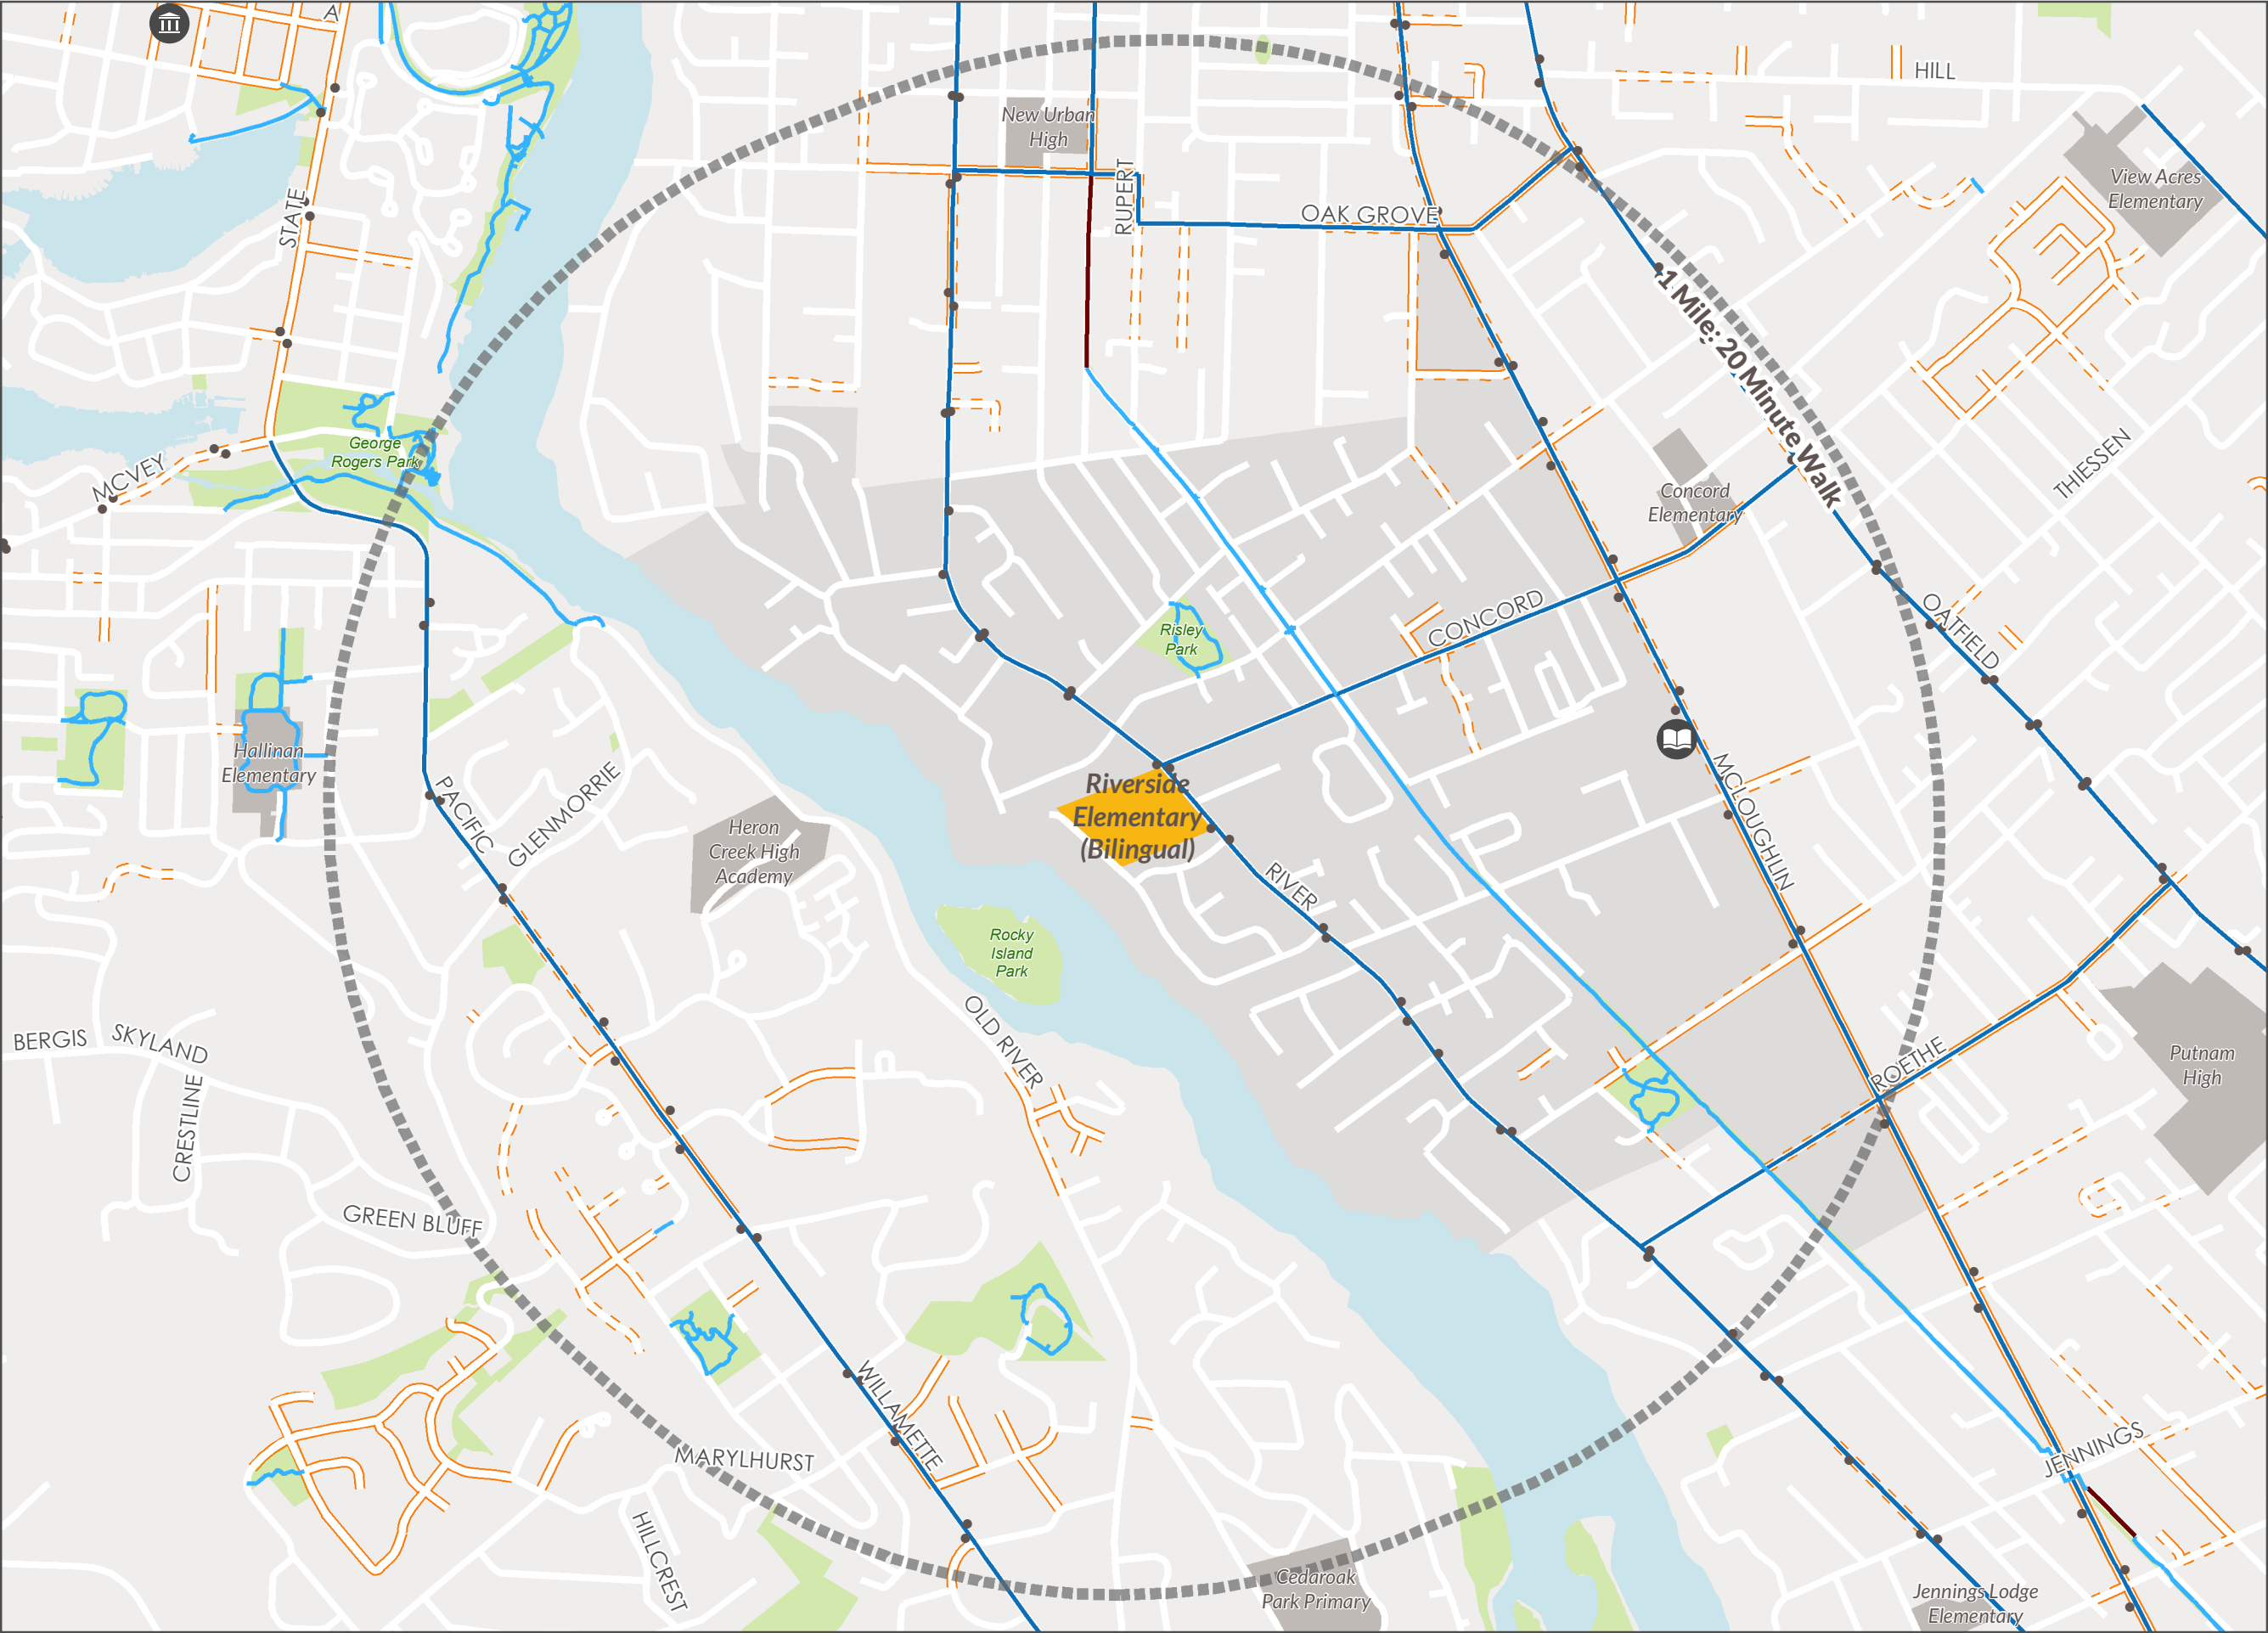 A
HILL
New Urban
High
View Acres
Elementary
RUPERT
STATE
OAK GROVE
1 Mile: 20 Minute Walk
George
Rogers Park
MCVEY
THIESSEN
Concord
Elementary
CONCORD
OATFIELD
Risley
Park
Hallinan
Elementary
PACIFIC
GLENMORRIE
Riverside
Elementary
(Bilingual)
MCLOUGHLIN
Heron
Creek High
Academy
RIVER
Rocky
Island
Park
OLD RIVER
BERGIS
SKYLAND
CRESTLINE
ROETHE
Putnam
High
GREEN BLUFF
WILLAMETTE
MARYLHURST
JENNINGS
HILLCREST
Cedaroak
Park Primary
Jennings Lodge
Elementary